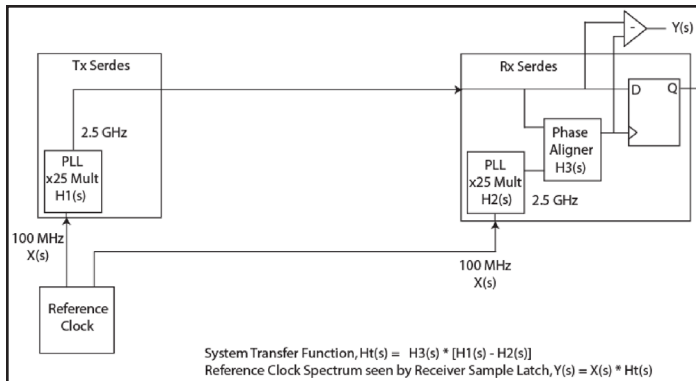 Y(s)
-
Tx Serdes
Rx Serdes
D
Q
2.5 GHz
PLL
x25 Mult
H1(s)
Phase
Aligner
H3(s)
PLL
x25 Mult
H2(s)
2.5 GHz
100 MHz
X(s)
100 MHz
X(s)
Reference
Clock
System Transfer Function, Ht(s) = H3(s) * [H1(s) - H2(s)]
Reference Clock Spectrum seen by Receiver Sample Latch, Y(s) = X(s) * Ht(s)